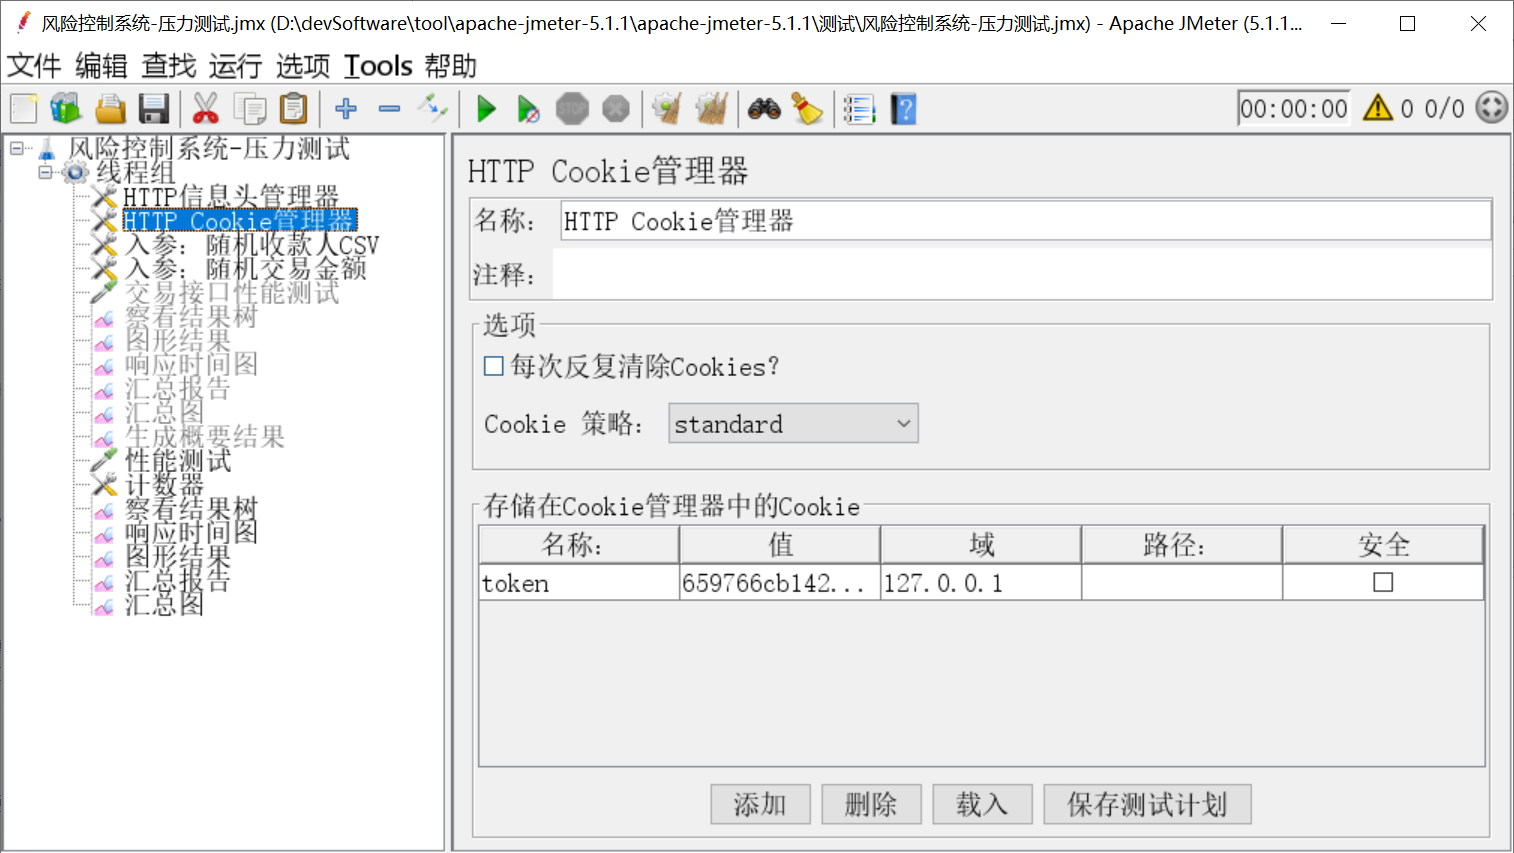 风险控制系统-压力测试.jmx (D:\devSoftware\tool\apache-jmeter-5.1.1\apache-jmeter-5.1.1\测试\风险控制系统-压力测试.jmx) - Apache JMeter (5.1.1...
文件 编辑 查找 运行 选项 Tools 帮助
STOP 00:00:00 0 0/0
风险控制系统-压力测试
线程组
HTTP信息头管理器
HTTP Cookie管理器
入参: 随机收款人CSV
入参: 随机交易金额
交易接口性能测试
察看结果树
图形结果
响应时间图
汇总报告
汇总图
生成概要结果
性能测试
计数器
察看结果树
响应时间图
图形结果
汇总报告
汇总图
HTTP Cookie管理器
名称: HTTP Cookie管理器
注释:
选项
每次反复清除Cookies?
Cookie 策略: standard
存储在Cookie管理器中的Cookie
名称: 值 域 路径: 安全
token 659766cb142... 127.0.0.1
添加 删除 载入 保存测试计划